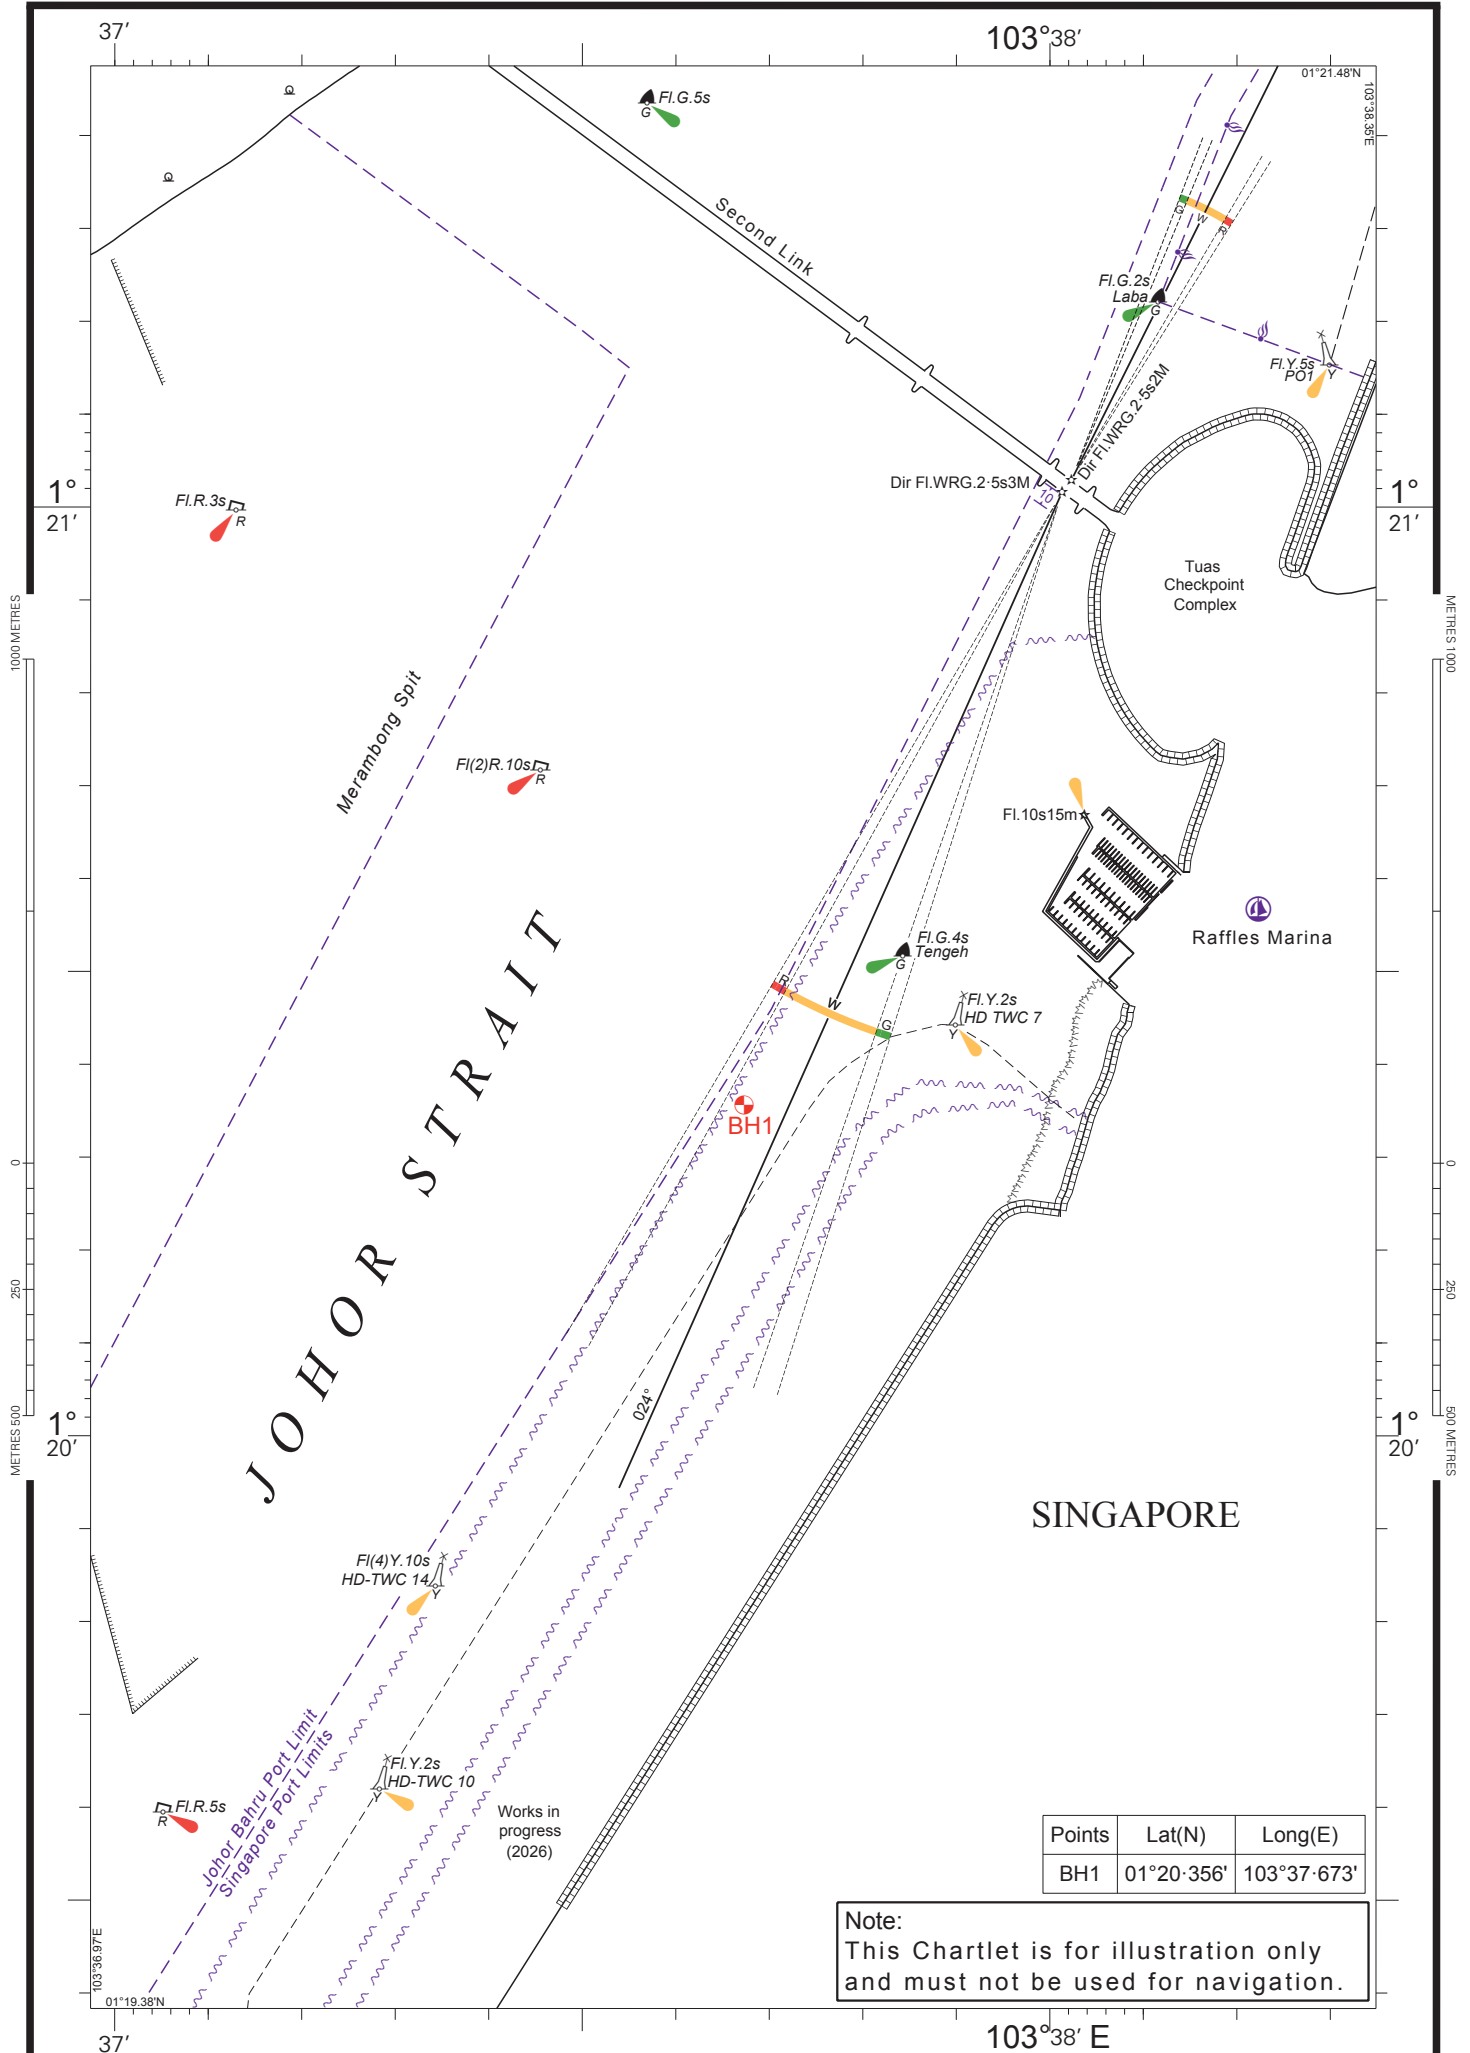 37'
103°38'
01°21.48'N
103°38.35'E
Fl.G.5s
G
Second Link
G
W
R
Fl.G.2s
Laba
G
Fl.Y.5s
PO1
Y
Dir Fl.WRG.2·5s2M
Dir Fl.WRG.2·5s3M
10
1°
21'
1°
21'
Fl.R.3s
R
Tuas
Checkpoint
Complex
1000 METRES
METRES 1000
Merambong Spit
Fl(2)R.10s
R
Fl.10s15m
Raffles Marina
Fl.G.4s
Tengeh
G
R
W
G
Fl.Y.2s
HD TWC 7
Y
BH1
JOHOR STRAIT
0
0
250
250
METRES 500
500 METRES
024°
1°
20'
1°
20'
SINGAPORE
Fl(4)Y.10s
HD-TWC 14
Y
Johor Bahru Port Limit
Singapore Port Limits
Fl.Y.2s
HD-TWC 10
Y
Fl.R.5s
R
Works in
progress
(2026)
Points Lat(N) Long(E)
BH1 01°20·356' 103°37·673'
Note:
This Chartlet is for illustration only
and must not be used for navigation.
103°36.97'E
01°19.38'N
37'
103°38' E